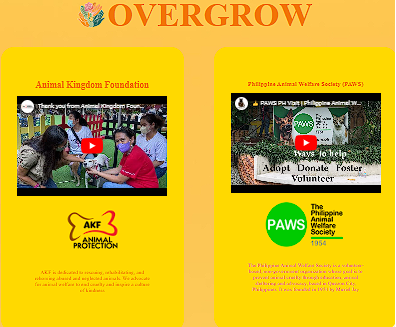 OVERGROW
Animal Kingdom Foundation
Thank you from Animal Kingdom Foun...
AKF
ANIMAL
PROTECTION
AKF is dedicated to rescuing, rehabilitating, and
rehoming abused and neglected animals. We advocate
for animal welfare to end cruelty and inspire a culture
of kindness.
Philippine Animal Welfare Society (PAWS)
PAWS PH Visit | Philippine Animal W...
PAWS
Ways to help
Adopt Donate Foster
Volunteer
PAWS
The
Philippine
Animal
Welfare
Society
1954
The Philippine Animal Welfare Society is a volunteer-
based, non-government organization whose goal is to
prevent animal cruelty through education, animal
sheltering and advocacy, based in Quezon City,
Philippines. It was founded in 1954 by Muriel Jay